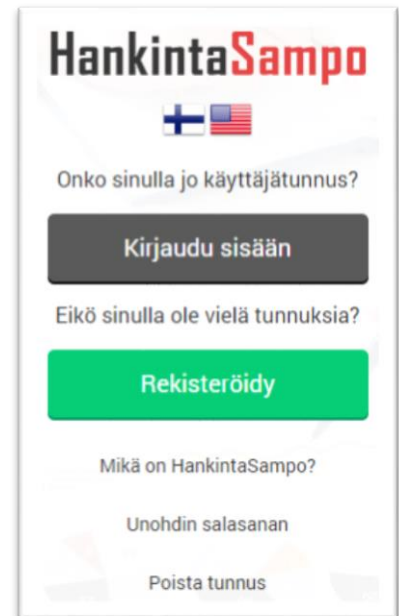 HankintaSampo
Onko sinulla jo käyttäjätunnus?
Kirjaudu sisään
Eikö sinulla ole vielä tunnuksia?
Rekisteröidy
Mikä on HankintaSampo?
Unohdin salasanan
Poista tunnus